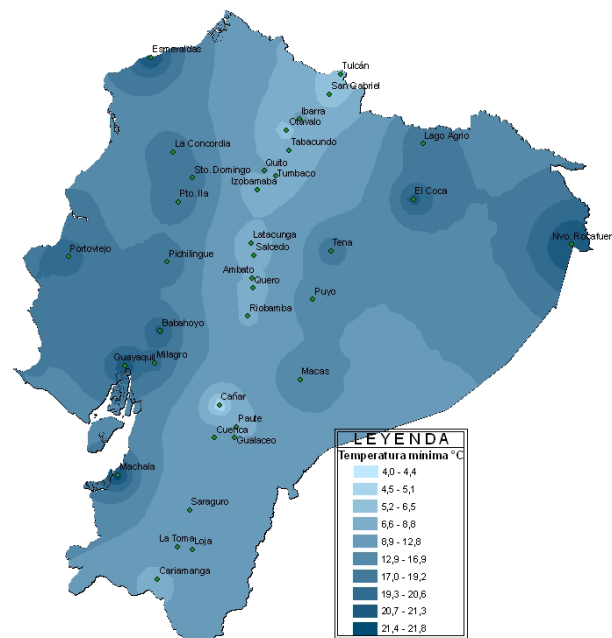 Esmeraldas
Tulcán
San Gabriel
Ibarra
Otavalo
Lago Agrio
La Concordia
Tabacundo
Quito
Sto. Domingo
Tumbaco
Izobamaba
Pto. Ila
El Coca
Nvo. Rocafuer
Latacunga
Salcedo
Tena
Portoviejo
Pichilingue
Ambato
Quero
Puyo
Riobamba
Babahoyo
Guayaquil
Milagro
Macas
Cañar
Paute
Cuenca
Gualaceo
Machala
Saraguro
La Toma
Loja
Cariamanga
LEYENDA
Temperatura mínima °C
4,0 - 4,4
4,5 - 5,1
5,2 - 6,5
6,6 - 8,8
8,9 - 12,8
12,9 - 16,9
17,0 - 19,2
19,3 - 20,6
20,7 - 21,3
21,4 - 21,8